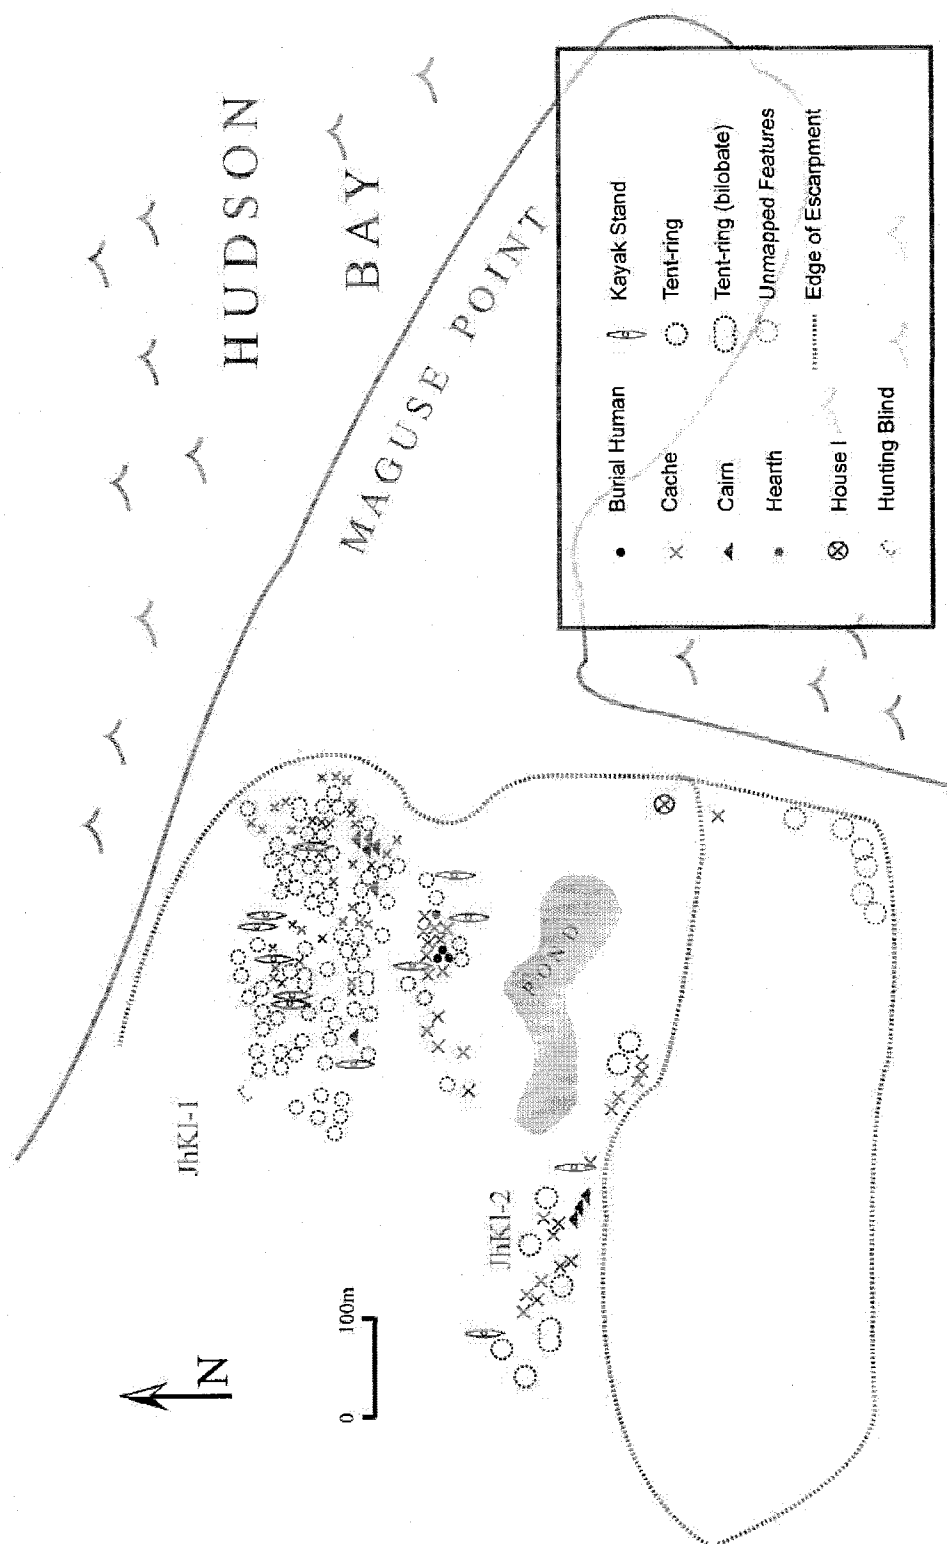 HUDSON
BAY
MAGUSE POINT
JhKl-1
JhKl-2
POND
N
0
100m
Burial Human
Cache
Cairn
Hearth
House I
Hunting Blind
Kayak Stand
Tent-ring
Tent-ring (bilobate)
Unmapped Features
Edge of Escarpment